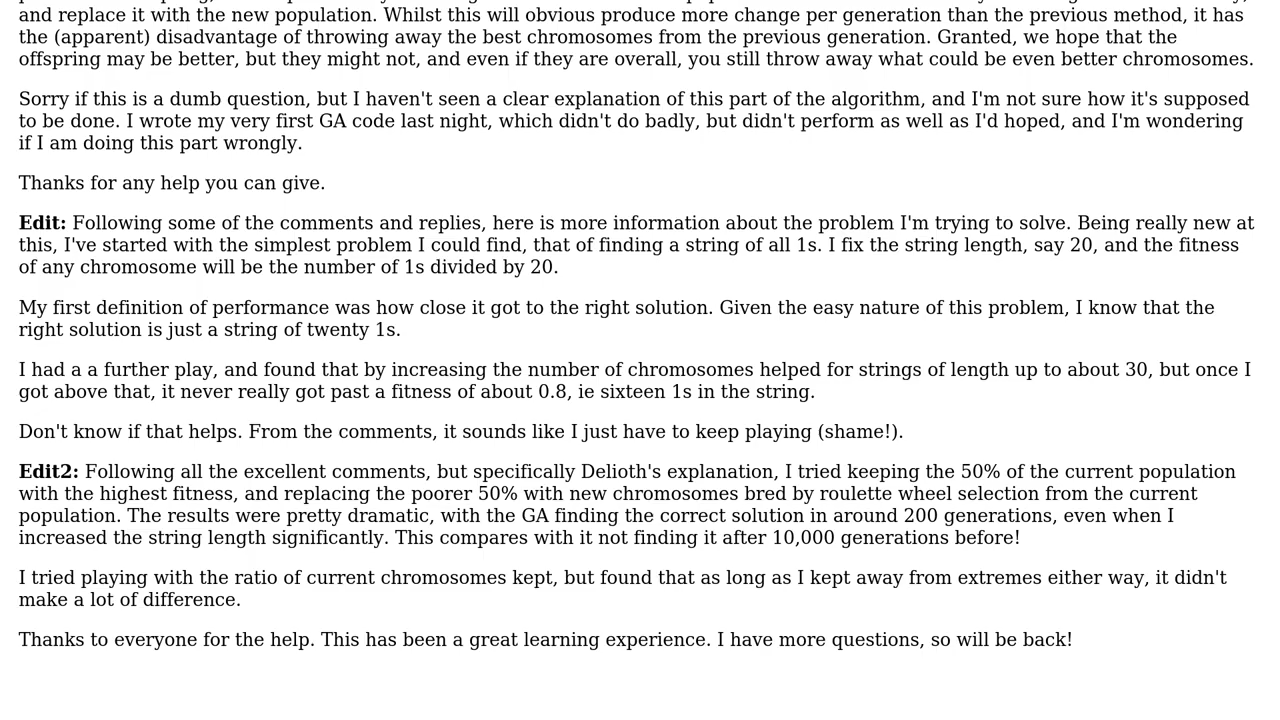 and replace it with the new population. Whilst this will obvious produce more change per generation than the previous method, it has
the (apparent) disadvantage of throwing away the best chromosomes from the previous generation. Granted, we hope that the
offspring may be better, but they might not, and even if they are overall, you still throw away what could be even better chromosomes.
Sorry if this is a dumb question, but I haven't seen a clear explanation of this part of the algorithm, and I'm not sure how it's supposed
to be done. I wrote my very first GA code last night, which didn't do badly, but didn't perform as well as I'd hoped, and I'm wondering
if I am doing this part wrongly.
Thanks for any help you can give.
Edit: Following some of the comments and replies, here is more information about the problem I'm trying to solve. Being really new at
this, I've started with the simplest problem I could find, that of finding a string of all 1s. I fix the string length, say 20, and the fitness
of any chromosome will be the number of 1s divided by 20.
My first definition of performance was how close it got to the right solution. Given the easy nature of this problem, I know that the
right solution is just a string of twenty 1s.
I had a a further play, and found that by increasing the number of chromosomes helped for strings of length up to about 30, but once I
got above that, it never really got past a fitness of about 0.8, ie sixteen 1s in the string.
Don't know if that helps. From the comments, it sounds like I just have to keep playing (shame!).
Edit2: Following all the excellent comments, but specifically Delioth's explanation, I tried keeping the 50% of the current population
with the highest fitness, and replacing the poorer 50% with new chromosomes bred by roulette wheel selection from the current
population. The results were pretty dramatic, with the GA finding the correct solution in around 200 generations, even when I
increased the string length significantly. This compares with it not finding it after 10,000 generations before!
I tried playing with the ratio of current chromosomes kept, but found that as long as I kept away from extremes either way, it didn't
make a lot of difference.
Thanks to everyone for the help. This has been a great learning experience. I have more questions, so will be back!